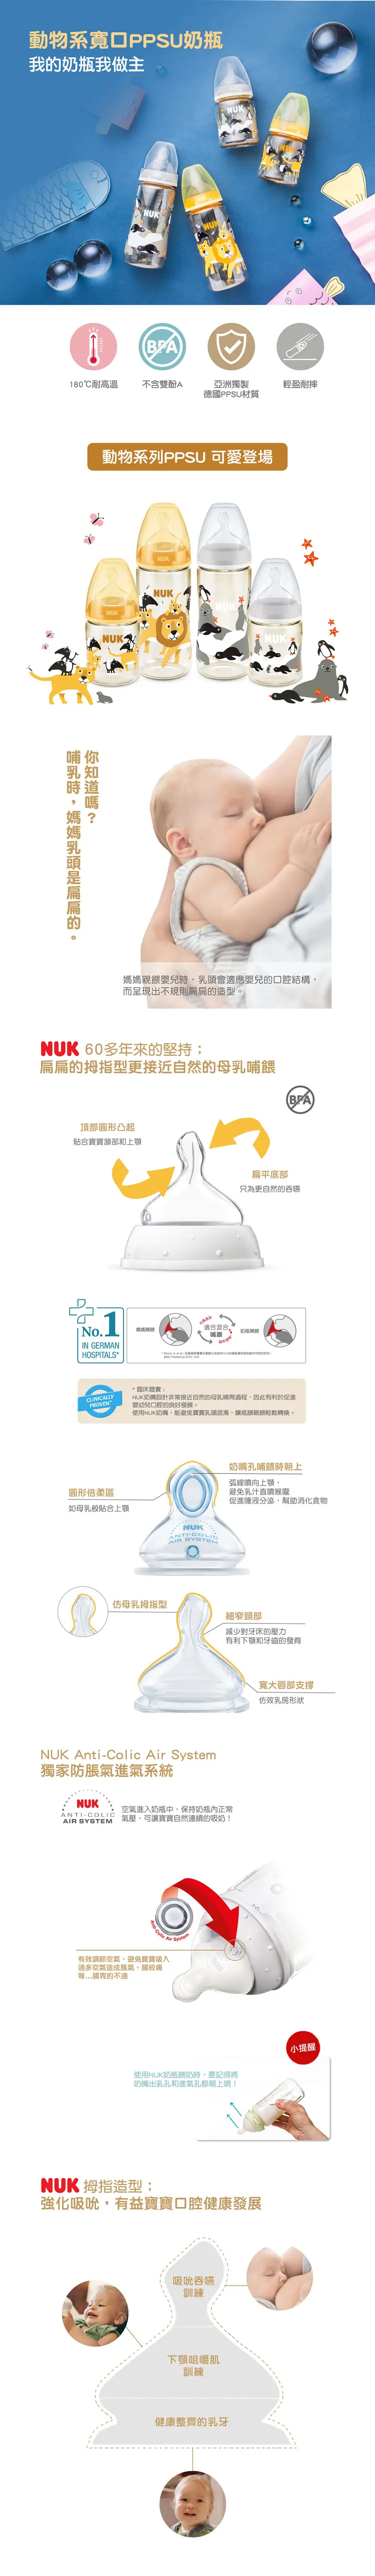 動物系寬口PPSU奶瓶
我的奶瓶我做主
NUK
NUK
NUK
NUK
BPA
180℃耐高溫
不含雙酚A
亞洲獨製
德國PPSU材質
輕盈耐摔
動物系列PPSU 可愛登場
NUK
NUK
NUK
NUK
你知道嗎？
哺乳時，媽媽乳頭是扁扁的。
媽媽親餵嬰兒時，乳頭會適應嬰兒的口腔結構，
而呈現出不規則扁扁的造型。
NUK 60多年來的堅持；
扁扁的拇指型更接近自然的母乳哺餵
BPA
頂部圓形凸起
貼合寶寶頷部和上顎
扁平底部
只為更自然的吞嚥
No.1
IN GERMAN
HOSPITALS*
媽媽親餵
適合混合
哺餵
奶瓶哺餵
CLINICALLY
PROVEN*
*臨床證實：
NUK奶嘴設計非常接近自然的母乳哺育過程，因此有利於促進
嬰幼兒口腔的良好發展。
使用NUK奶嘴，能避免寶寶乳頭混淆，讓瓶餵親餵輕鬆轉換。
奶嘴孔哺餵時朝上
弧線噴向上顎，
避免乳汁直噴喉嚨
促進唾液分泌，幫助消化食物
圓形倍柔區
如母乳般貼合上顎
NUK
ANTI-COLIC
AIR SYSTEM
仿母乳拇指型
細窄頸部
減少對牙床的壓力
有利下顎和牙齒的發育
寬大唇部支撐
仿效乳房形狀
NUK Anti-Colic Air System
獨家防脹氣進氣系統
NUK
ANTI-COLIC
AIR SYSTEM
空氣進入奶瓶中，保持奶瓶內正常
氣壓，可讓寶寶自然連續的吸奶！
Anti-Colic Air System
有效調節空氣，避免寶寶吸入
過多空氣造成脹氣、腸絞痛
等...腸胃的不適
小提醒
使用NUK奶瓶餵奶時，要記得將
奶嘴出乳孔和進氣孔都朝上唷！
NUK 拇指造型；
強化吸吮，有益寶寶口腔健康發展
吸吮吞嚥
訓練
下顎咀嚼肌
訓練
健康整齊的乳牙